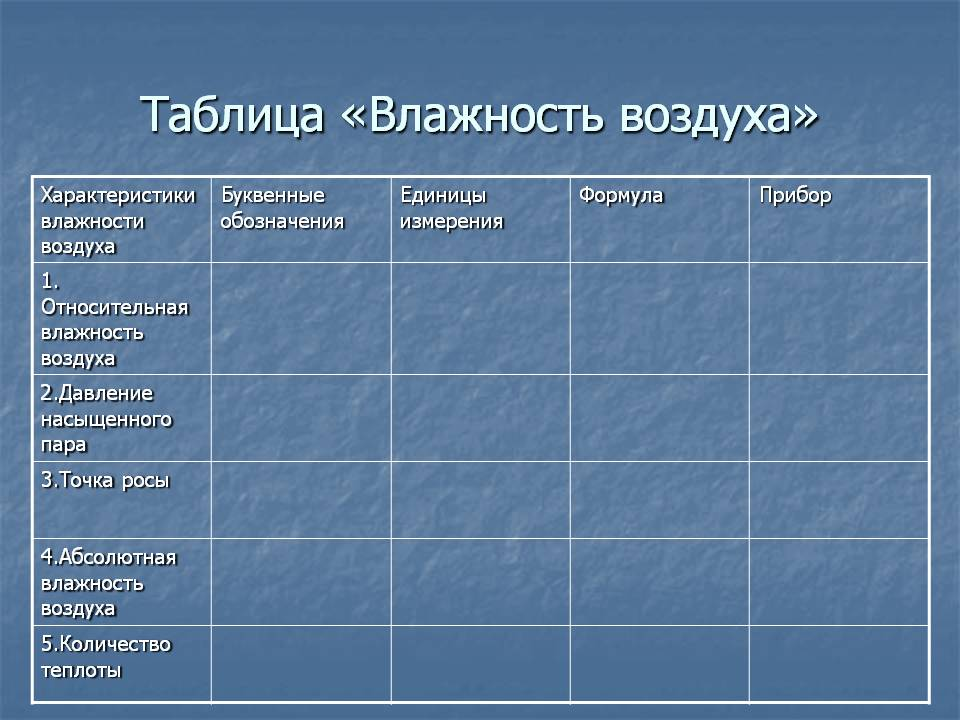 Таблица «Влажность воздуха»
Характеристики
влажности
воздуха
Буквенные
обозначения
Единицы
измерения
Формула
Прибор
1.
Относительная
влажность
воздуха
2.Давление
насыщенного
пара
3.Точка росы
4.Абсолютная
влажность
воздуха
5.Количество
теплоты